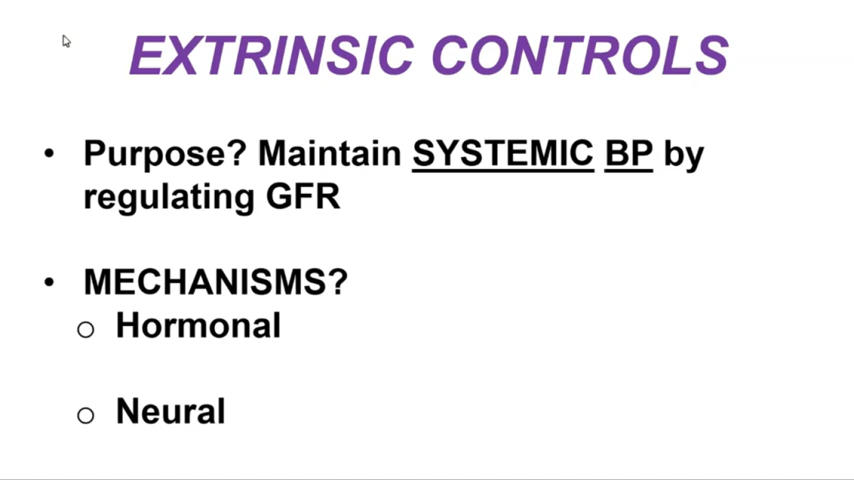 EXTRINSIC CONTROLS
• Purpose? Maintain SYSTEMIC BP by
regulating GFR
• MECHANISMS?
o Hormonal
o Neural